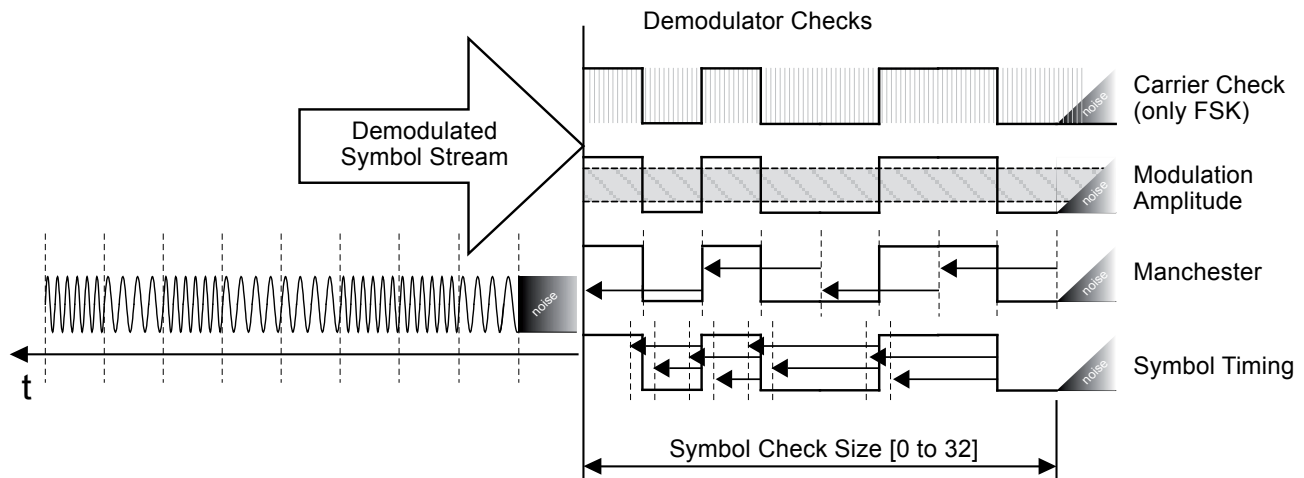 Demodulator Checks
Demodulated
Symbol Stream
noise
Carrier Check
(only FSK)
noise
Modulation
Amplitude
noise
Manchester
noise
noise
Symbol Timing
t
Symbol Check Size [0 to 32]